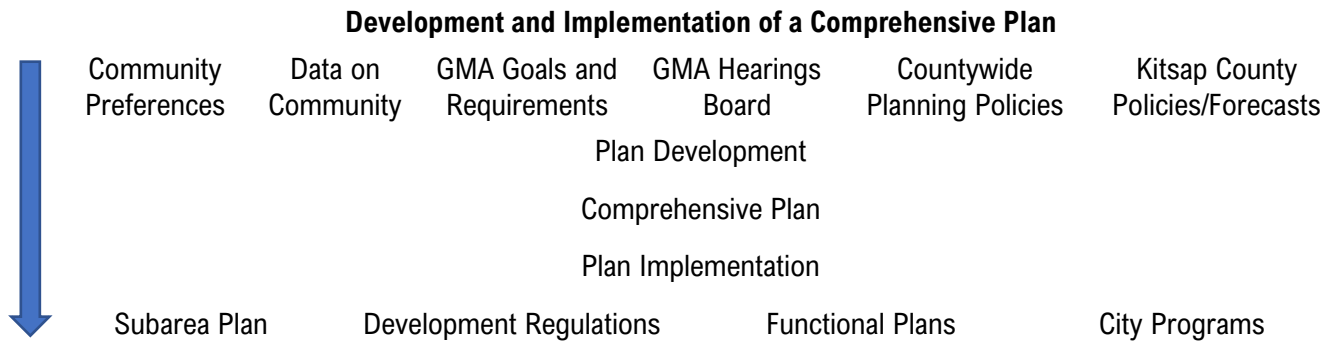 Development and Implementation of a Comprehensive Plan
Community Preferences
Data on Community
GMA Goals and Requirements
GMA Hearings Board
Countywide Planning Policies
Kitsap County Policies/Forecasts
Plan Development
Comprehensive Plan
Plan Implementation
Subarea Plan Development Regulations Functional Plans City Programs